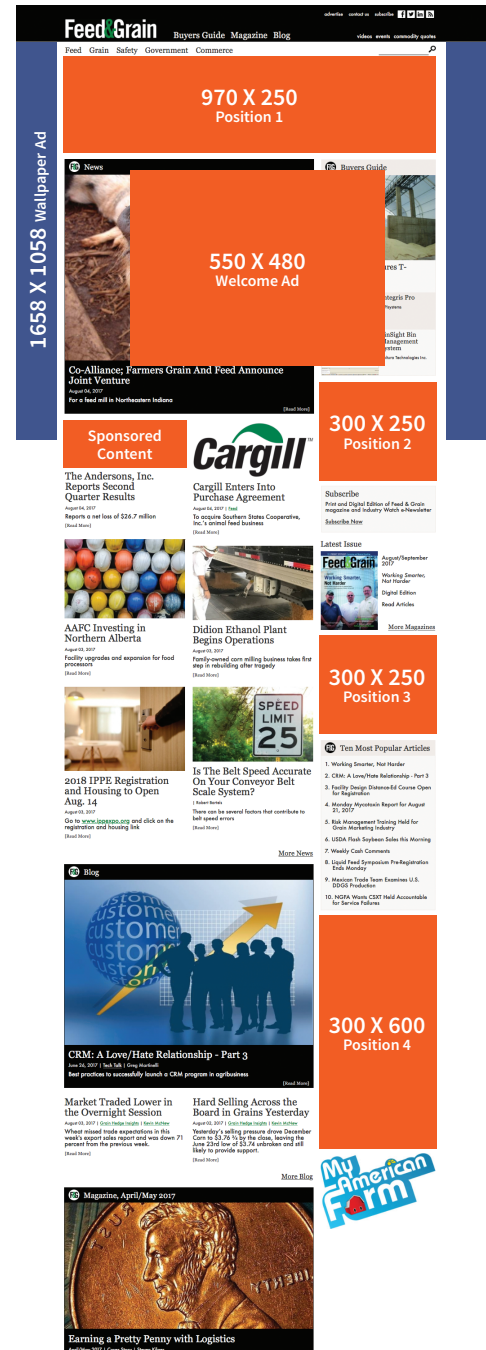 advertise contact us subscribe
Feed&Grain
Buyers Guide Magazine Blog
videos events commodity quotes
Feed Grain Safety Government Commerce
970 X 250
Position 1
1658 X 1058 Wallpaper Ad
F&G News
F&G Buyers Guide
550 X 480
Welcome Ad
ures T-
ntegris Pro
Systems
inSight Bin
Management
System
Technologies Inc.
Co-Alliance; Farmers Grain And Feed Announce
Joint Venture
August 04, 2017
For a feed mill in Northeastern Indiana
[Read More]
300 X 250
Position 2
Sponsored
Content
Cargill™
The Andersons, Inc.
Reports Second
Quarter Results
August 04, 2017
Reports a net loss of $26.7 million
[Read More]
Cargill Enters Into
Purchase Agreement
August 04, 2017 | Feed
To acquire Southern States Cooperative,
Inc.'s animal feed business
[Read More]
Subscribe
Print and Digital Edition of Feed & Grain
magazine and Industry Watch e-Newsletter
Subscribe Now
Latest Issue
Feed&Grain
Working Smarter,
Not Harder
August/September
2017
Working Smarter,
Not Harder
Digital Edition
Read Articles
More Magazines
AAFC Investing in
Northern Alberta
August 03, 2017
Facility upgrades and expansion for food
processors
[Read More]
Didion Ethanol Plant
Begins Operations
August 03, 2017
Family-owned corn milling business takes first
step in rebuilding after tragedy
[Read More]
300 X 250
Position 3
SPEED
LIMIT
25
2018 IPPE Registration
and Housing to Open
Aug. 14
August 03, 2017
Go to www.ippexpo.org and click on the
registration and housing link
[Read More]
Is The Belt Speed Accurate
On Your Conveyor Belt
Scale System?
| Robert Bertels
There can be several factors that contribute to
belt speed errors
[Read More]
More News
F&G Ten Most Popular Articles
1. Working Smarter, Not Harder
2. CRM: A Love/Hate Relationship - Part 3
3. Facility Design Distance-Ed Course Open
for Registration
4. Monday Mycotoxin Report for August
21, 2017
5. Risk Management Training Held for
Grain Marketing Industry
6. USDA Flash Soybean Sales this Morning
7. Weekly Cash Comments
8. Liquid Feed Symposium Pre-Registration
Ends Monday
9. Mexican Trade Team Examines U.S.
DDGS Production
10. NGFA Wants CSXT Held Accountable
for Service Failures
F&G Blog
customer
CRM: A Love/Hate Relationship - Part 3
June 26, 2017 | Tech Talk | Greg Martinelli
Best practices to successfully launch a CRM program in agribusiness
[Read More]
300 X 600
Position 4
Market Traded Lower in
the Overnight Session
August 03, 2017 | Grain Hedge Insights | Kevin McNew
Wheat missed trade expectations in this
week's export sales report and was down 71
percent from the previous week.
[Read More]
Hard Selling Across the
Board in Grains Yesterday
August 02, 2017 | Grain Hedge Insights | Kevin McNew
Yesterday's selling pressure drove December
Corn to $3.76 ¾ by the close, leaving the
June 23rd low of $3.74 unbroken and still
likely to provide support.
[Read More]
More Blog
My
American
Farm
F&G Magazine, April/May 2017
Earning a Pretty Penny with Logistics